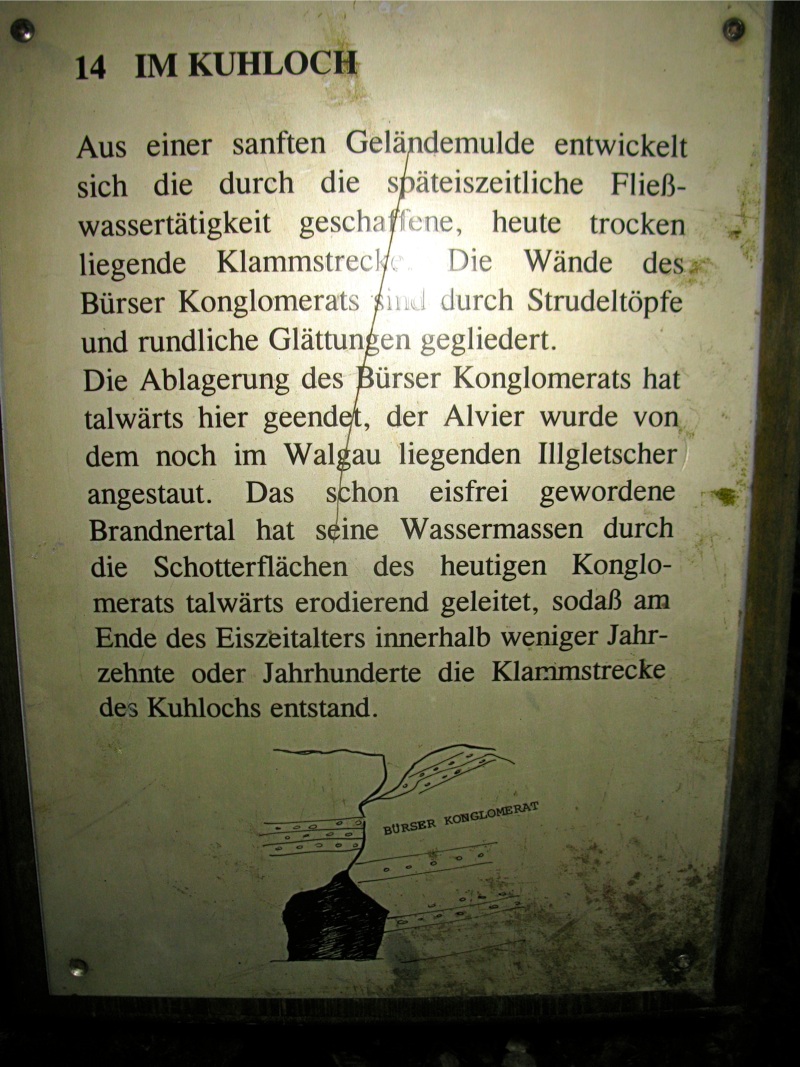 14 IM KUHLOCH
Aus einer sanften Geländemulde entwickelt
sich die durch die späteiszeitliche Fließ-
wassertätigkeit geschaffene, heute trocken
liegende Klammstrecke. Die Wände des
Bürser Konglomerats sind durch Strudeltöpfe
und rundliche Glättungen gegliedert.
Die Ablagerung des Bürser Konglomerats hat
talwärts hier geendet, der Alvier wurde von
dem noch im Walgau liegenden Illgletscher
angestaut. Das schon eisfrei gewordene
Brandnertal hat seine Wassermassen durch
die Schotterflächen des heutigen Konglo-
merats talwärts erodierend geleitet, sodaß am
Ende des Eiszeitalters innerhalb weniger Jahr-
zehnte oder Jahrhunderte die Klammstrecke
des Kuhlochs entstand.
BÜRSER KONGLOMERAT